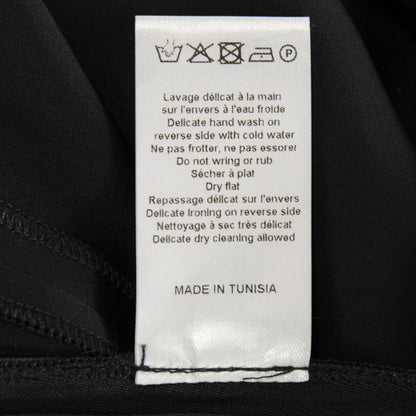 P
Lavage délicat à la main
sur l'envers à l'eau froide
Delicate hand wash on
reverse side with cold water
Ne pas frotter, ne pas essorer
Do not wring or rub
Sécher à plat
Dry flat
Repassage délicat sur l'envers
Delicate Ironing on reverse side
Nettoyage à sec très délicat
Delicate dry cleaning allowed
MADE IN TUNISIA